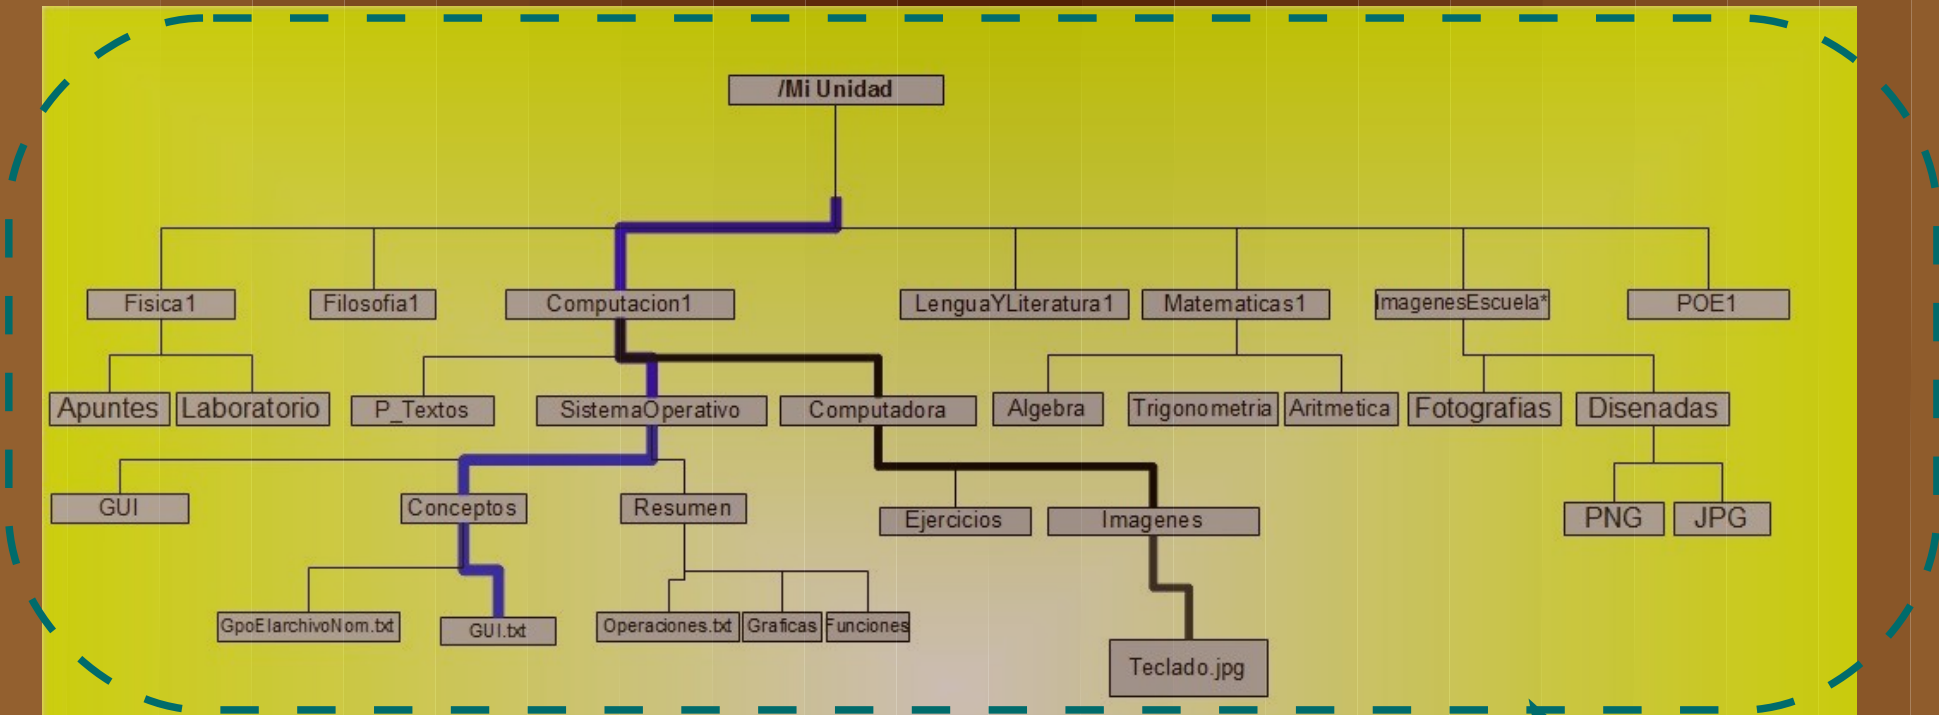 /Mi Unidad
Fisica1
Filosofia1
Computacion1
LenguaYLiteratura1
Matematicas1
ImagenesEscuela*
POE1
Apuntes
Laboratorio
P_Textos
SistemaOperativo
Computadora
Algebra
Trigonometria
Aritmetica
Fotografias
Disenadas
GUI
Conceptos
Resumen
Ejercicios
Imagenes
PNG
JPG
GpoElarchivoNom.txt
GUI.txt
Operaciones.txt
Graficas
Funciones
Teclado.jpg